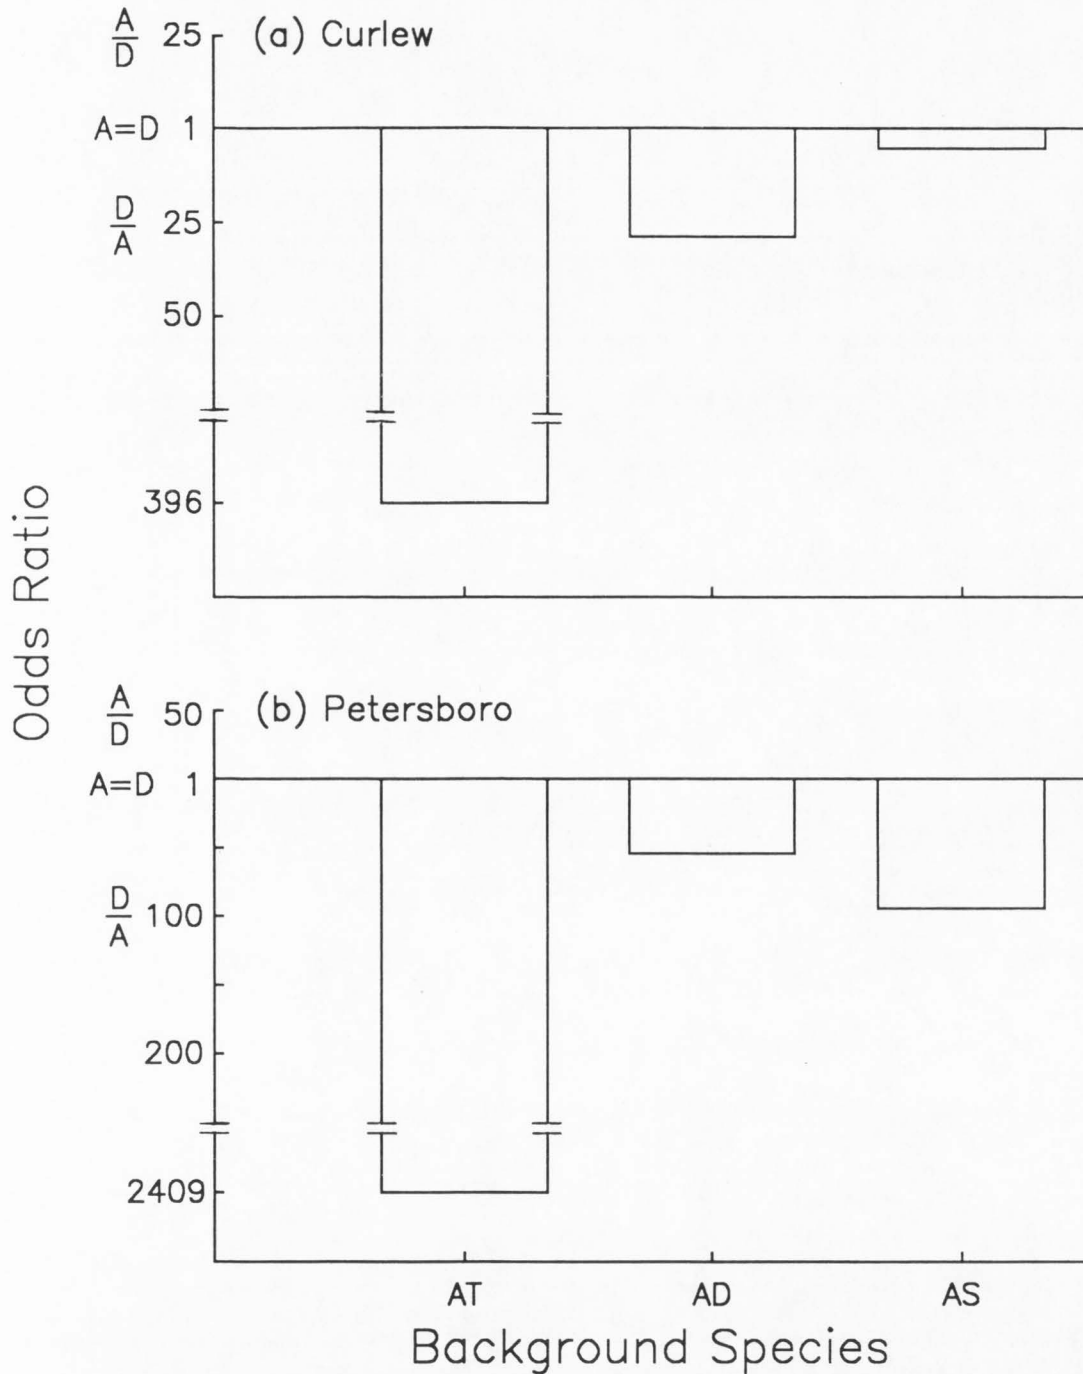 A
D 25 (a) Curlew
A=D 1
D
A 25
50
396
Odds Ratio
A
D 50 (b) Petersboro
A=D 1
D
A 100
200
2409
AT AD AS
Background Species